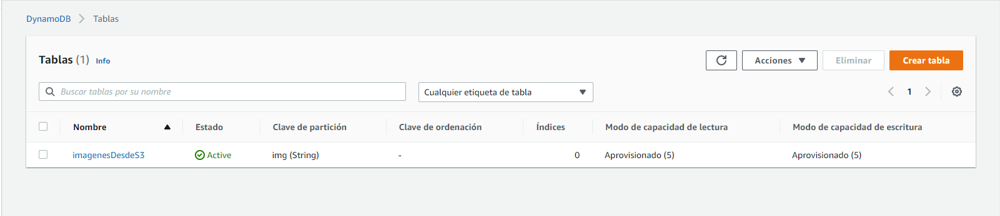 DynamoDB > Tablas
Tablas (1) Info
Acciones Eliminar Crear tabla
Buscar tablas por su nombre Cualquier etiqueta de tabla 1
Nombre Estado Clave de partición Clave de ordenación Índices Modo de capacidad de lectura Modo de capacidad de escritura
imagenesDesdeS3 Active img (String) - 0 Aprovisionado (5) Aprovisionado (5)